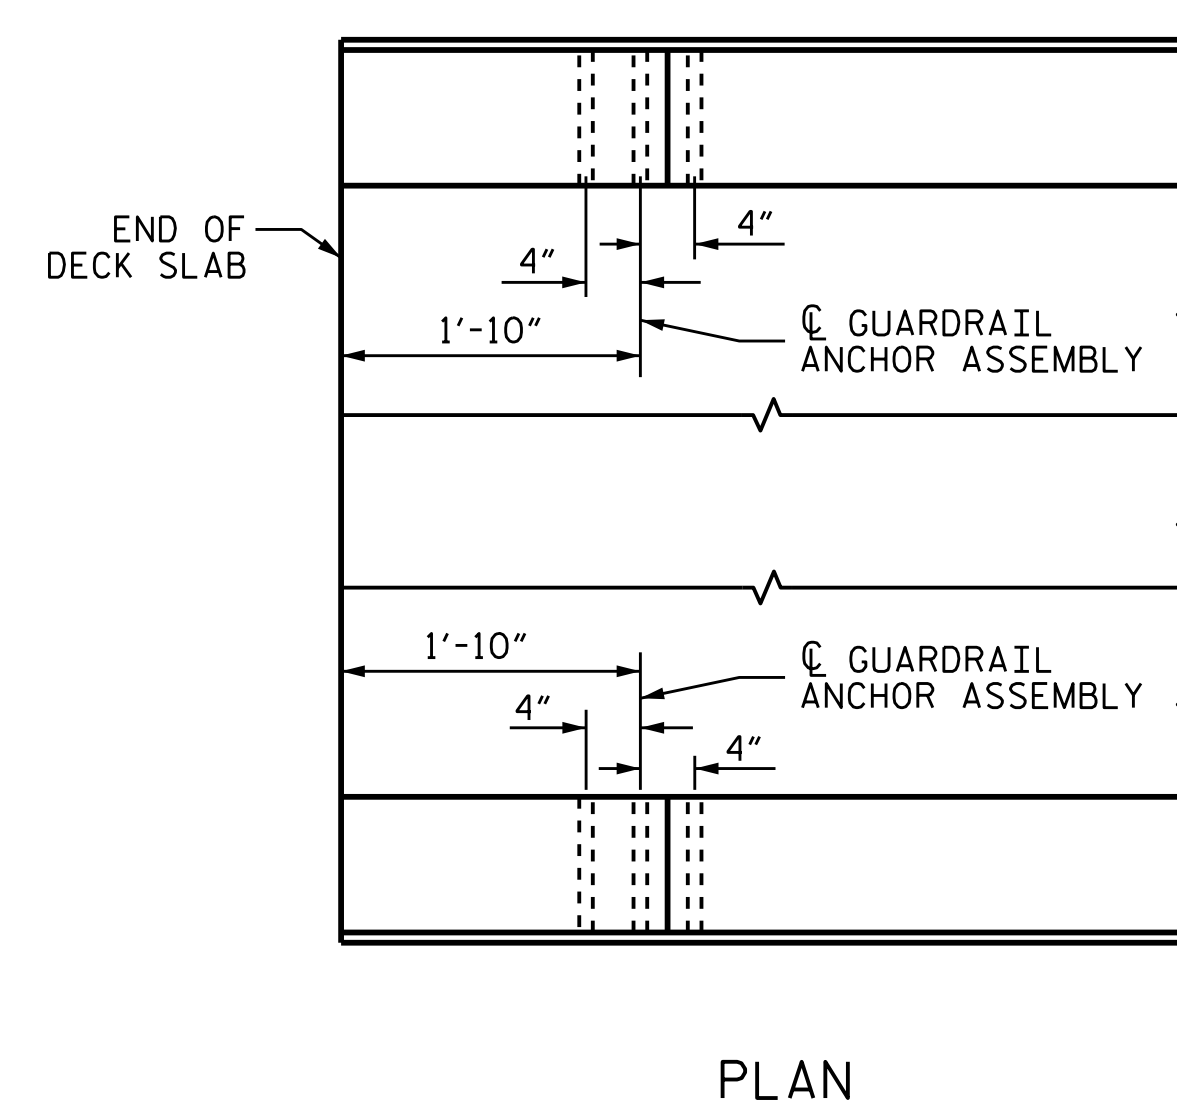 4"
END OF
DECK SLAB
4"
1'-10"
℄ GUARDRAIL
ANCHOR ASSEMBLY
1'-10"
℄ GUARDRAIL
ANCHOR ASSEMBLY
4"
4"
PLAN